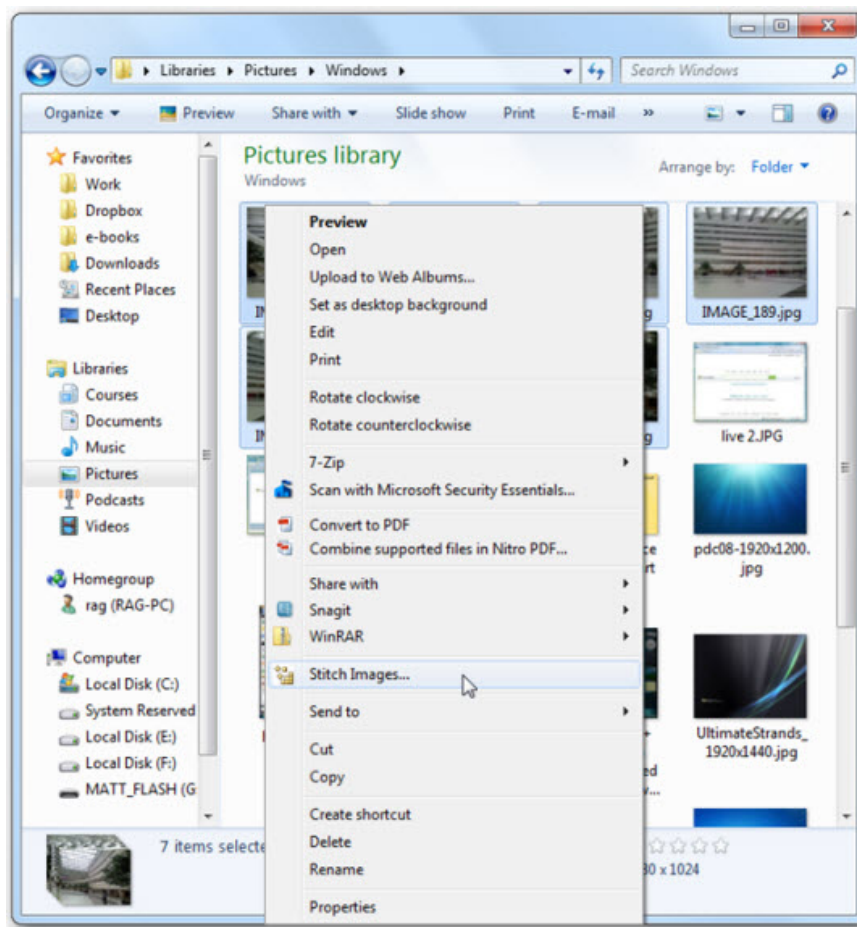 Libraries ▸ Pictures ▸ Windows ▸
Search Windows
Organize
Preview
Share with
Slide show
Print
E-mail
»
Favorites
Work
Dropbox
e-books
Downloads
Recent Places
Desktop
Libraries
Courses
Documents
Music
Pictures
Podcasts
Videos
Homegroup
rag (RAG-PC)
Computer
Local Disk (C:)
System Reserved
Local Disk (E:)
Local Disk (F:)
MATT_FLASH (G
Pictures library
Windows
Arrange by: Folder
Preview
Open
Upload to Web Albums...
Set as desktop background
Edit
Print
Rotate clockwise
Rotate counterclockwise
7-Zip
Scan with Microsoft Security Essentials...
Convert to PDF
Combine supported files in Nitro PDF...
Share with
Snagit
WinRAR
Stitch Images...
Send to
Cut
Copy
Create shortcut
Delete
Rename
Properties
IMAGE_189.jpg
live 2.JPG
pdc08-1920x1200.
jpg
UltimateStrands_
1920x1440.jpg
7 items selecte
x 1024